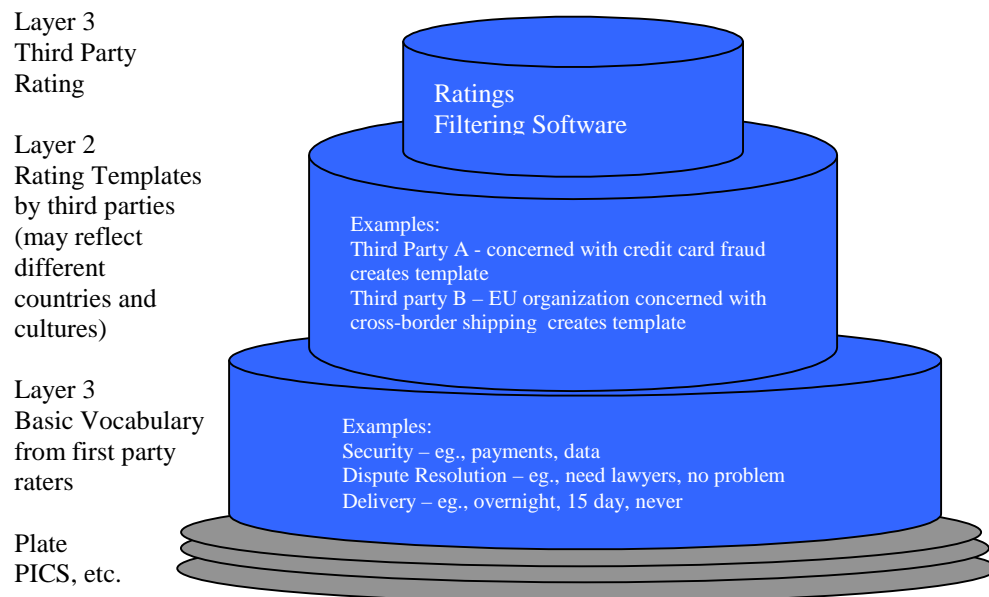 Layer 3
Third Party
Rating
Ratings
Filtering Software
Layer 2
Rating Templates
by third parties
(may reflect
different
countries and
cultures)
Examples:
Third Party A - concerned with credit card fraud
creates template
Third party B – EU organization concerned with
cross-border shipping  creates template
Layer 3
Basic Vocabulary
from first party
raters
Examples:
Security – eg., payments, data
Dispute Resolution – eg., need lawyers, no problem
Delivery – eg., overnight, 15 day, never
Plate
PICS, etc.